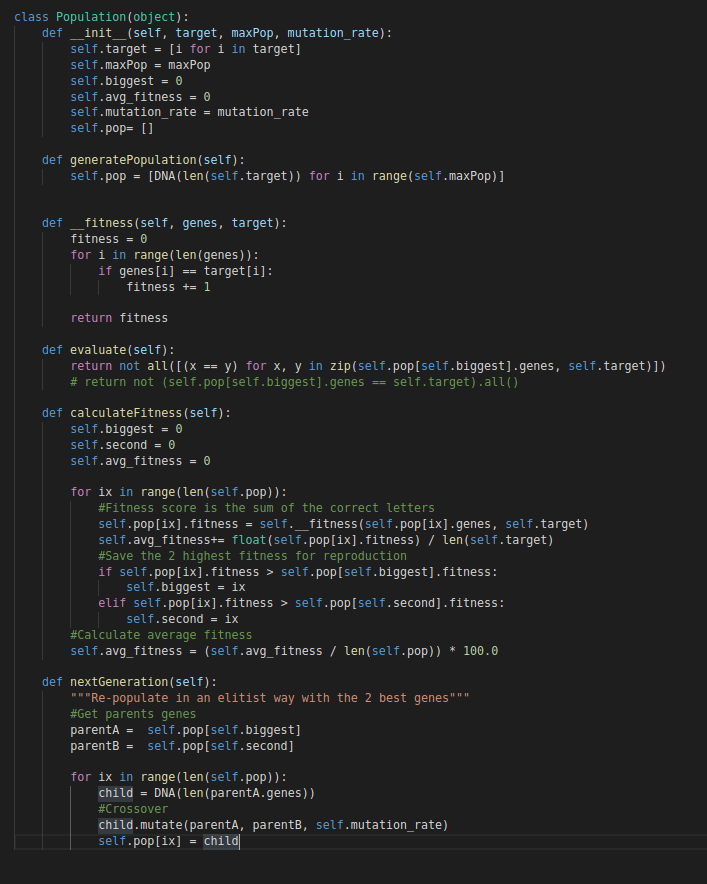 class Population(object):
    def __init__(self, target, maxPop, mutation_rate):
        self.target = [i for i in target]
        self.maxPop = maxPop
        self.biggest = 0
        self.avg_fitness = 0
        self.mutation_rate = mutation_rate
        self.pop= []

    def generatePopulation(self):
        self.pop = [DNA(len(self.target)) for i in range(self.maxPop)]


    def __fitness(self, genes, target):
        fitness = 0
        for i in range(len(genes)):
            if genes[i] == target[i]:
                fitness += 1

        return fitness

    def evaluate(self):
        return not all([(x == y) for x, y in zip(self.pop[self.biggest].genes, self.target)])
        # return not (self.pop[self.biggest].genes == self.target).all()

    def calculateFitness(self):
        self.biggest = 0
        self.second = 0
        self.avg_fitness = 0

        for ix in range(len(self.pop)):
            #Fitness score is the sum of the correct letters
            self.pop[ix].fitness = self.__fitness(self.pop[ix].genes, self.target)
            self.avg_fitness+= float(self.pop[ix].fitness) / len(self.target)
            #Save the 2 highest fitness for reproduction
            if self.pop[ix].fitness > self.pop[self.biggest].fitness:
                self.biggest = ix
            elif self.pop[ix].fitness > self.pop[self.second].fitness:
                self.second = ix
        #Calculate average fitness
        self.avg_fitness = (self.avg_fitness / len(self.pop)) * 100.0

    def nextGeneration(self):
        """Re-populate in an elitist way with the 2 best genes"""
        #Get parents genes
        parentA =  self.pop[self.biggest]
        parentB =  self.pop[self.second]

        for ix in range(len(self.pop)):
            child = DNA(len(parentA.genes))
            #Crossover
            child.mutate(parentA, parentB, self.mutation_rate)
            self.pop[ix] = child